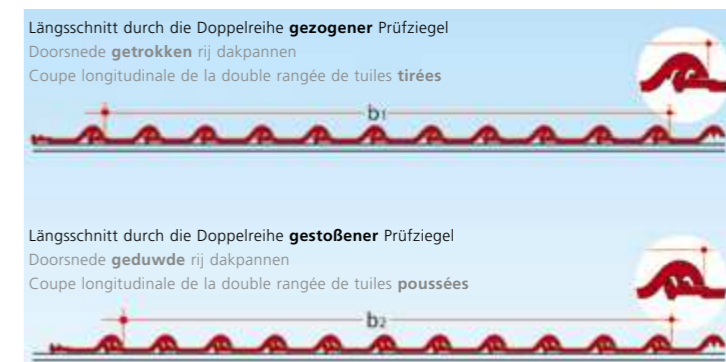 Längsschnitt durch die Doppelreihe gezogener Prüfziegel
Doorsnede getrokken rij dakpannen
Coupe longitudinale de la double rangée de tuiles tirées
b1
Längsschnitt durch die Doppelreihe gestoßener Prüfziegel
Doorsnede geduwde rij dakpannen
Coupe longitudinale de la double rangée de tuiles poussées
b2